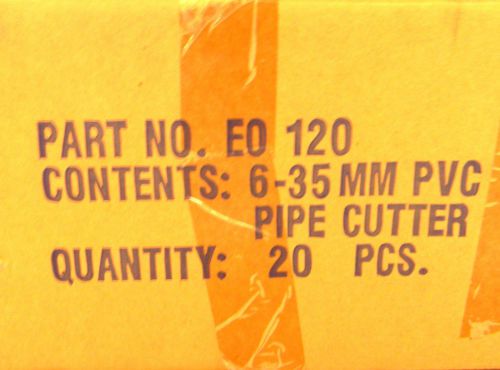 PART NO. EO 120
CONTENTS: 6-35 MM PVC
PIPE CUTTER
QUANTITY: 20 PCS.